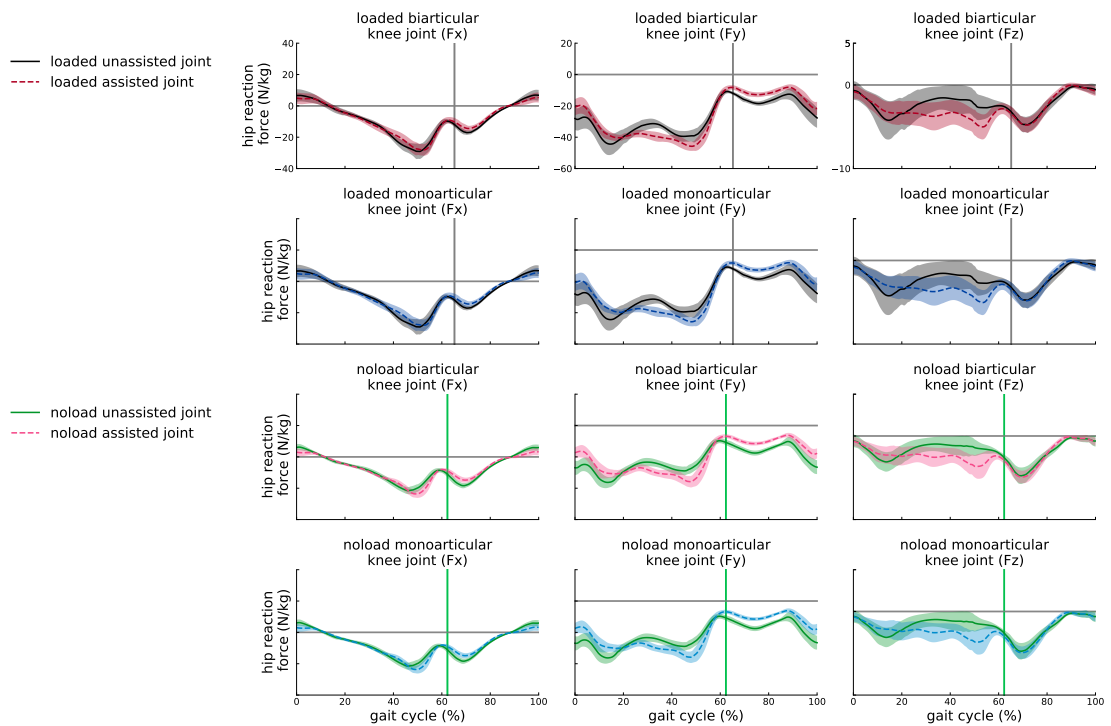 loaded biarticular
knee joint (Fx)
loaded biarticular
knee joint (Fy)
loaded biarticular
knee joint (Fz)
loaded unassisted joint
loaded assisted joint
hip reaction
force (N/kg)
40
20
0
−20
−40
20
0
−20
−40
−60
5
0
−10
loaded monoarticular
knee joint (Fx)
loaded monoarticular
knee joint (Fy)
loaded monoarticular
knee joint (Fz)
hip reaction
force (N/kg)
noload biarticular
knee joint (Fx)
noload biarticular
knee joint (Fy)
noload biarticular
knee joint (Fz)
noload unassisted joint
noload assisted joint
hip reaction
force (N/kg)
noload monoarticular
knee joint (Fx)
noload monoarticular
knee joint (Fy)
noload monoarticular
knee joint (Fz)
hip reaction
force (N/kg)
0 20 40 60 80 100
0 20 40 60 80 100
0 20 40 60 80 100
gait cycle (%)
gait cycle (%)
gait cycle (%)